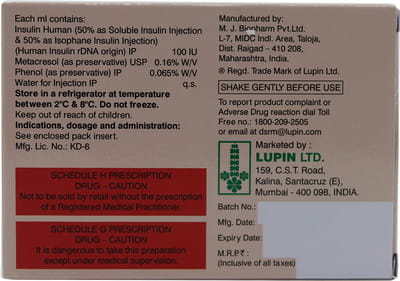 Each ml contains:
Insulin Human (50% as Soluble Insulin Injection
& 50% as Isophane Insulin Injection)
(Human Insulin rDNA origin) IP 100 IU
Metacresol (as preservative) USP 0.16% W/V
Phenol (as preservative) IP 0.065% W/V
Water for Injection IP q.s.
Store in a refrigerator at temperature
between 2°C & 8°C. Do not freeze.
Keep out of reach of children.
Indications, dosage and administration:
See enclosed pack insert.
Mfg. Lic. No.: KD-6
SCHEDULE H PRESCRIPTION
DRUG – CAUTION
Not to be sold by retail without the prescription
of a Registered Medical Practitioner.
SCHEDULE G PRESCRIPTION
DRUG – CAUTION
It is dangerous to take this preparation
except under medical supervision.
Manufactured by:
M. J. Biopharm Pvt.Ltd.
L-7, MIDC Indl. Area, Taloja,
Dist. Raigad – 410 208,
Maharashtra, India.
® Regd. Trade Mark of Lupin Ltd.
SHAKE GENTLY BEFORE USE
To report product complaint or
Adverse Drug reaction dial Toll
Free no.: 1800-209-2505
or email at dsrm@lupin.com
Marketed by :
LUPIN LTD.
159, C.S.T. Road,
Kalina, Santacruz (E),
Mumbai - 400 098, INDIA.
Batch No.:
Mfg. Date:
Expiry Date:
M.R.P.₹ :
(Inclusive of all taxes)